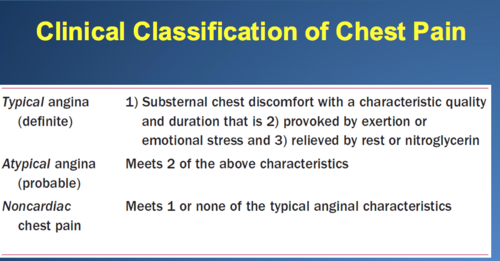 Clinical Classification of Chest Pain
Typical angina 1) Substernal chest discomfort with a characteristic quality
(definite) and duration that is 2) provoked by exertion or
emotional stress and 3) relieved by rest or nitroglycerin
Atypical angina Meets 2 of the above characteristics
(probable)
Noncardiac Meets 1 or none of the typical anginal characteristics
chest pain